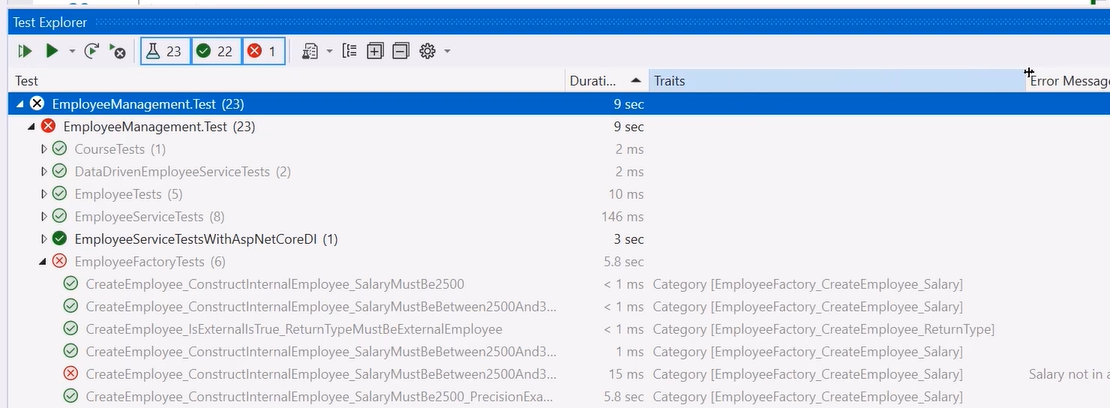 Test Explorer
23 22 1
Test Durati... Traits Error Message
EmployeeManagement.Test (23) 9 sec
EmployeeManagement.Test (23) 9 sec
CourseTests (1) 2 ms
DataDrivenEmployeeServiceTests (2) 2 ms
EmployeeTests (5) 10 ms
EmployeeServiceTests (8) 146 ms
EmployeeServiceTestsWithAspNetCoreDI (1) 3 sec
EmployeeFactoryTests (6) 5.8 sec
CreateEmployee_ConstructInternalEmployee_SalaryMustBe2500 < 1 ms Category [EmployeeFactory_CreateEmployee_Salary]
CreateEmployee_ConstructInternalEmployee_SalaryMustBeBetween2500And3... < 1 ms Category [EmployeeFactory_CreateEmployee_Salary]
CreateEmployee_IsExternalIsTrue_ReturnTypeMustBeExternalEmployee < 1 ms Category [EmployeeFactory_CreateEmployee_ReturnType]
CreateEmployee_ConstructInternalEmployee_SalaryMustBeBetween2500And3... 1 ms Category [EmployeeFactory_CreateEmployee_Salary]
CreateEmployee_ConstructInternalEmployee_SalaryMustBeBetween2500And3... 15 ms Category [EmployeeFactory_CreateEmployee_Salary] Salary not in a
CreateEmployee_ConstructInternalEmployee_SalaryMustBe2500_PrecisionExa... 5.8 sec Category [EmployeeFactory_CreateEmployee_Salary]